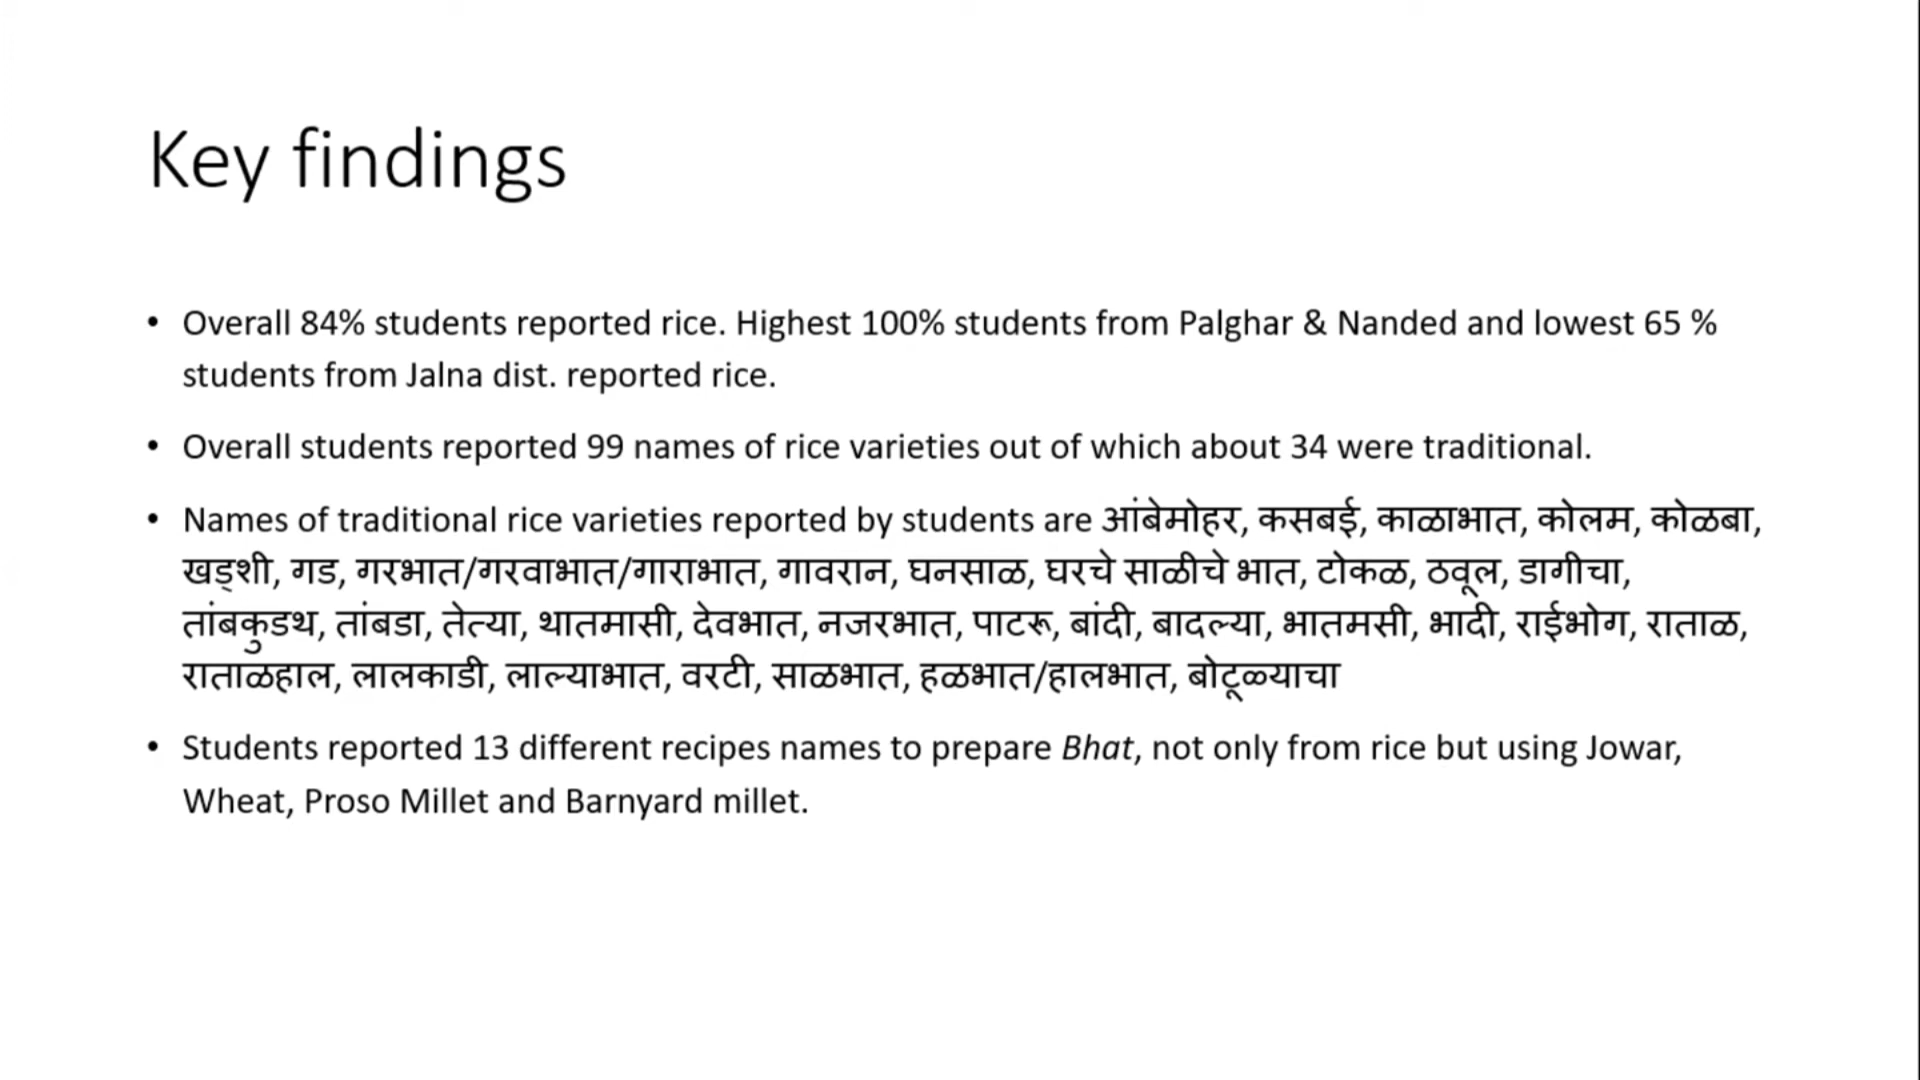 Key findings
• Overall 84% students reported rice. Highest 100% students from Palghar & Nanded and lowest 65 %
students from Jalna dist. reported rice.
• Overall students reported 99 names of rice varieties out of which about 34 were traditional.
• Names of traditional rice varieties reported by students are आंबेमोहर, कसबई, काळाभात, कोलम, कोळबा,
खड्शी, गड, गरभात/गरवाभात/गाराभात, गावरान, घनसाळ, घरचे साळीचे भात, टोकळ, ठवूल, डागीचा,
तांबकुडथ, तांबडा, तेत्या, थातमासी, देवभात, नजरभात, पाटरू, बांदी, बादल्या, भातमसी, भादी, राईभोग, राताळ,
राताळहाल, लालकाडी, लाल्याभात, वरटी, साळभात, हळभात/हालभात, बोटूळ्याचा
• Students reported 13 different recipes names to prepare Bhat, not only from rice but using Jowar,
Wheat, Proso Millet and Barnyard millet.